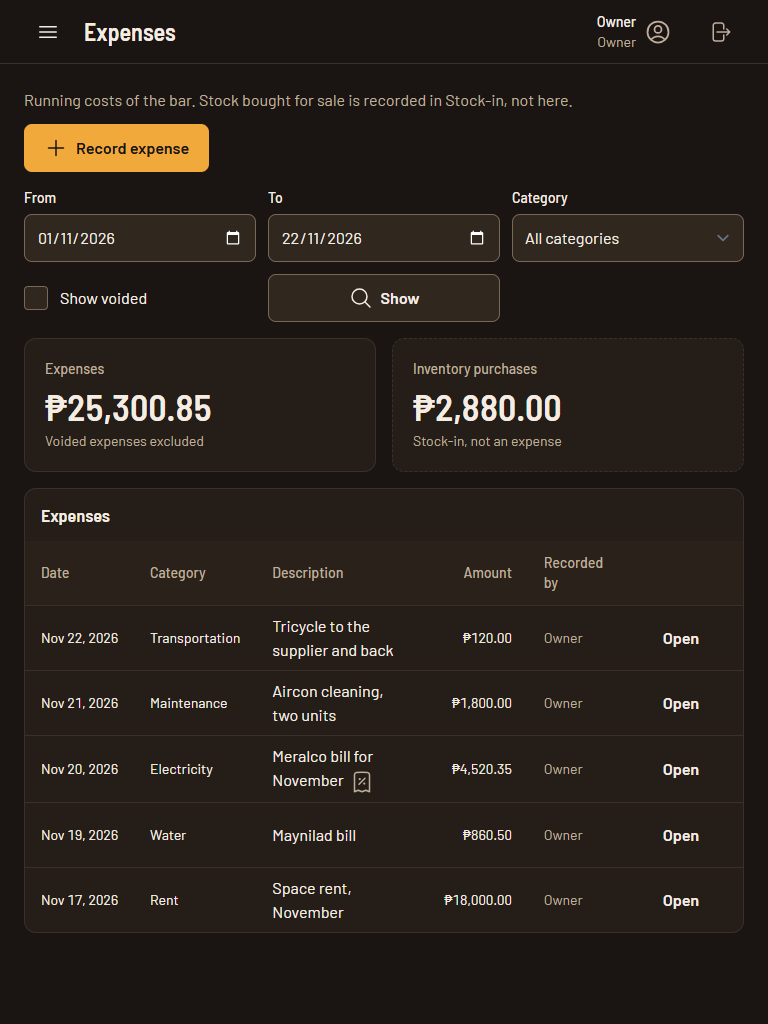 Expenses
Owner
Owner
Running costs of the bar. Stock bought for sale is recorded in Stock-in, not here.
Record expense
From
To
Category
01/11/2026
22/11/2026
All categories
Show voided
Show
Expenses
₱25,300.85
Voided expenses excluded
Inventory purchases
₱2,880.00
Stock-in, not an expense
Expenses
Date
Category
Description
Amount
Recorded
by
Nov 22, 2026
Transportation
Tricycle to the
supplier and back
₱120.00
Owner
Open
Nov 21, 2026
Maintenance
Aircon cleaning,
two units
₱1,800.00
Owner
Open
Nov 20, 2026
Electricity
Meralco bill for
November
₱4,520.35
Owner
Open
Nov 19, 2026
Water
Maynilad bill
₱860.50
Owner
Open
Nov 17, 2026
Rent
Space rent,
November
₱18,000.00
Owner
Open